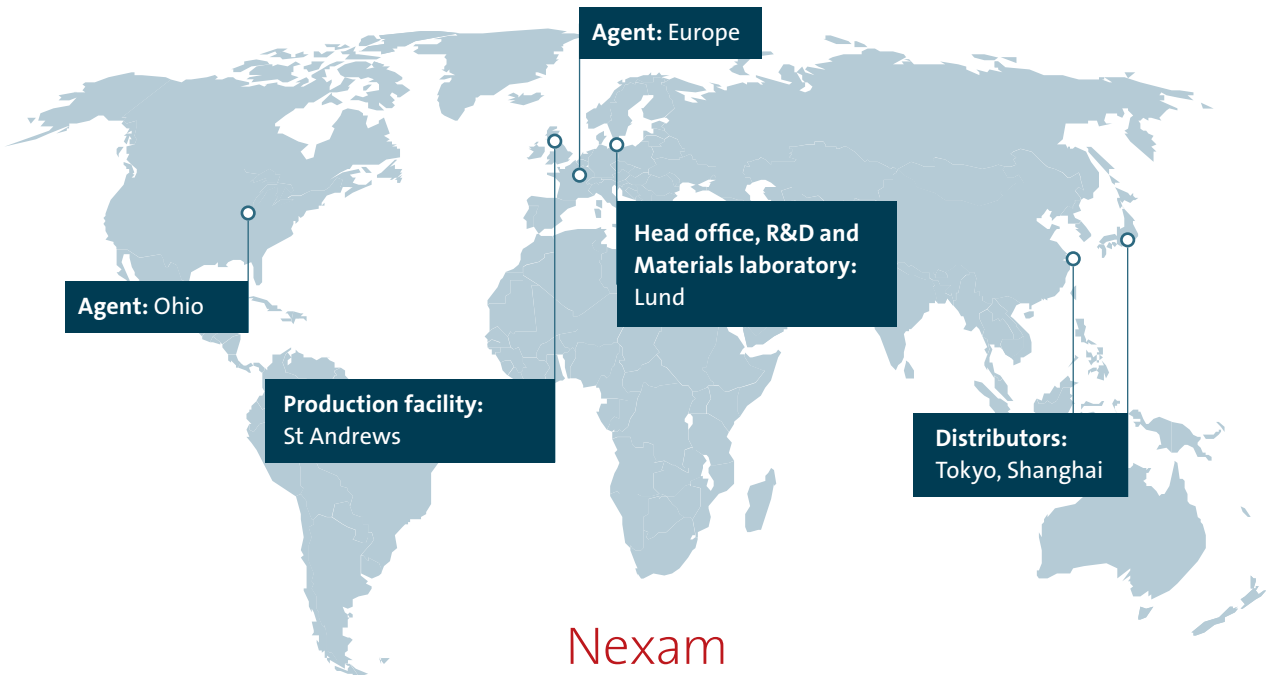 Agent: Europe
Head office, R&D and
Materials laboratory:
Lund
Agent: Ohio
Production facility:
St Andrews
Distributors:
Tokyo, Shanghai
Nexam